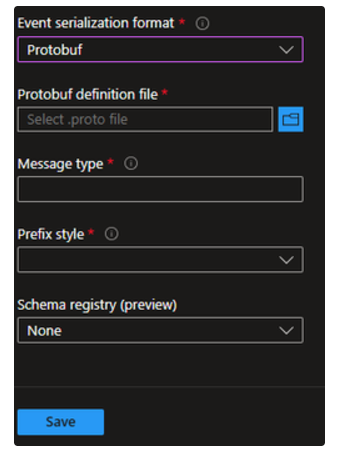 Event serialization format *
Protobuf
Protobuf definition file *
Select .proto file
Message type *
Prefix style *
Schema registry (preview)
None
Save